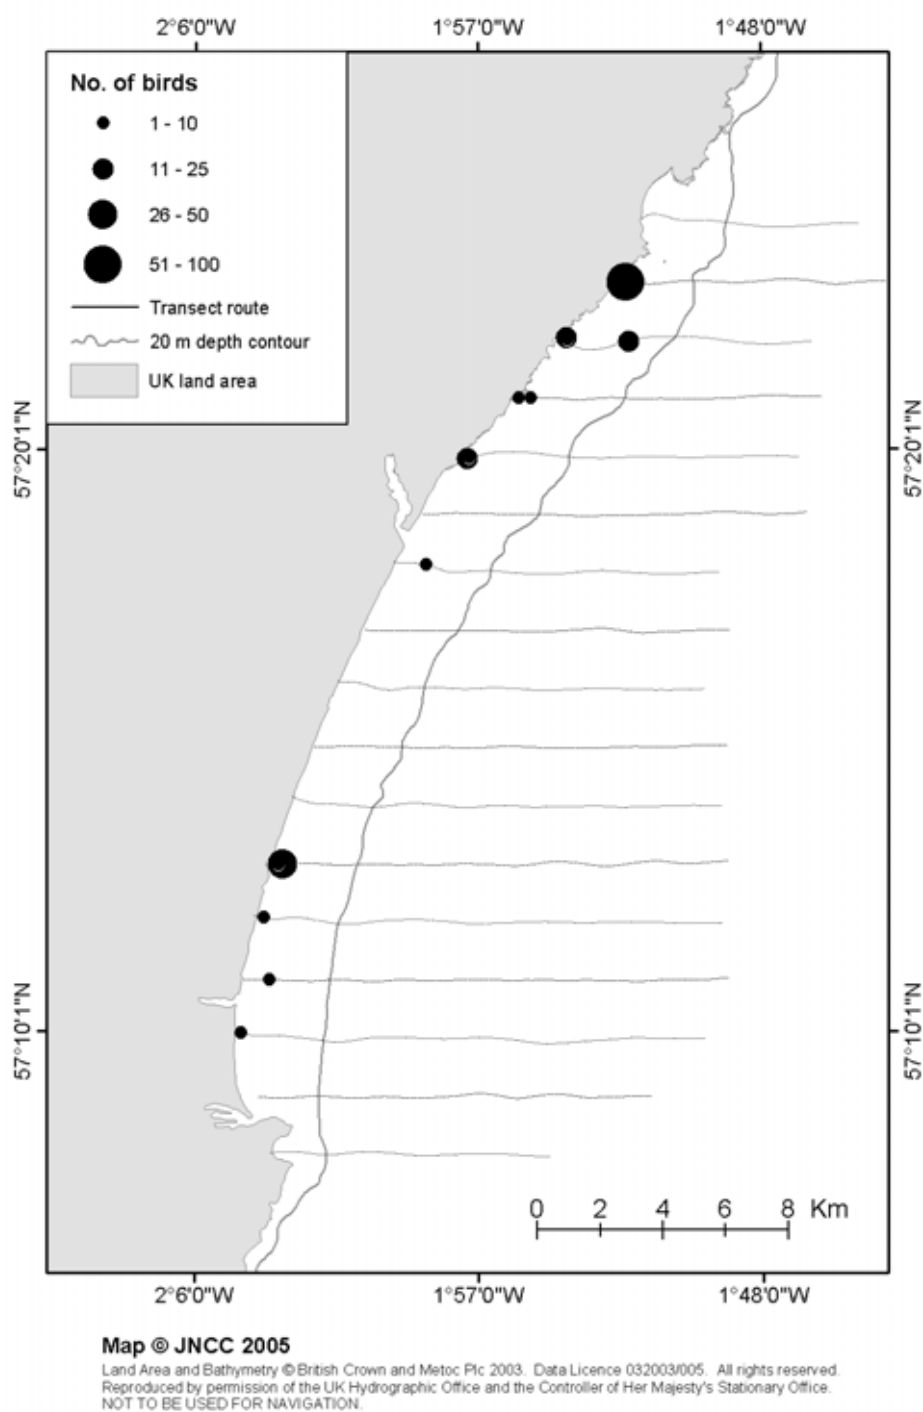 2°6'0"W 1°57'0"W 1°48'0"W
No. of birds
1 - 10
11 - 25
26 - 50
51 - 100
Transect route
20 m depth contour
UK land area
57°20'1"N 57°20'1"N
57°10'1"N 57°10'1"N
0 2 4 6 8 Km
2°6'0"W 1°57'0"W 1°48'0"W
Map © JNCC 2005
Land Area and Bathymetry © British Crown and Metoc Plc 2003. Data Licence 032003/005. All rights reserved.
Reproduced by permission of the UK Hydrographic Office and the Controller of Her Majesty's Stationary Office.
NOT TO BE USED FOR NAVIGATION.